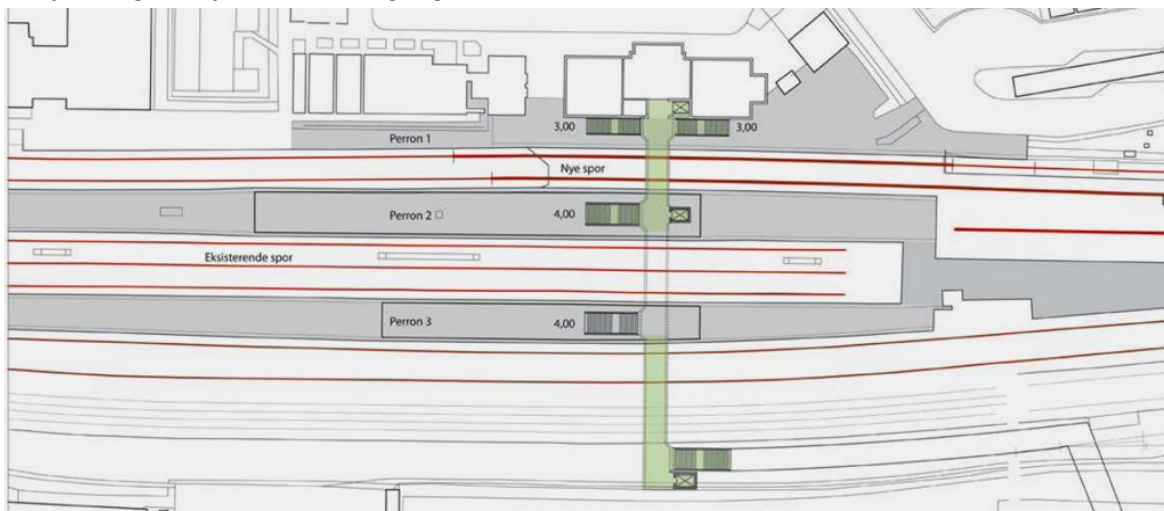 3,00
3,00
Perron 1
Nye spor
Perron 2
4,00
Eksisterende spor
Perron 3
4,00